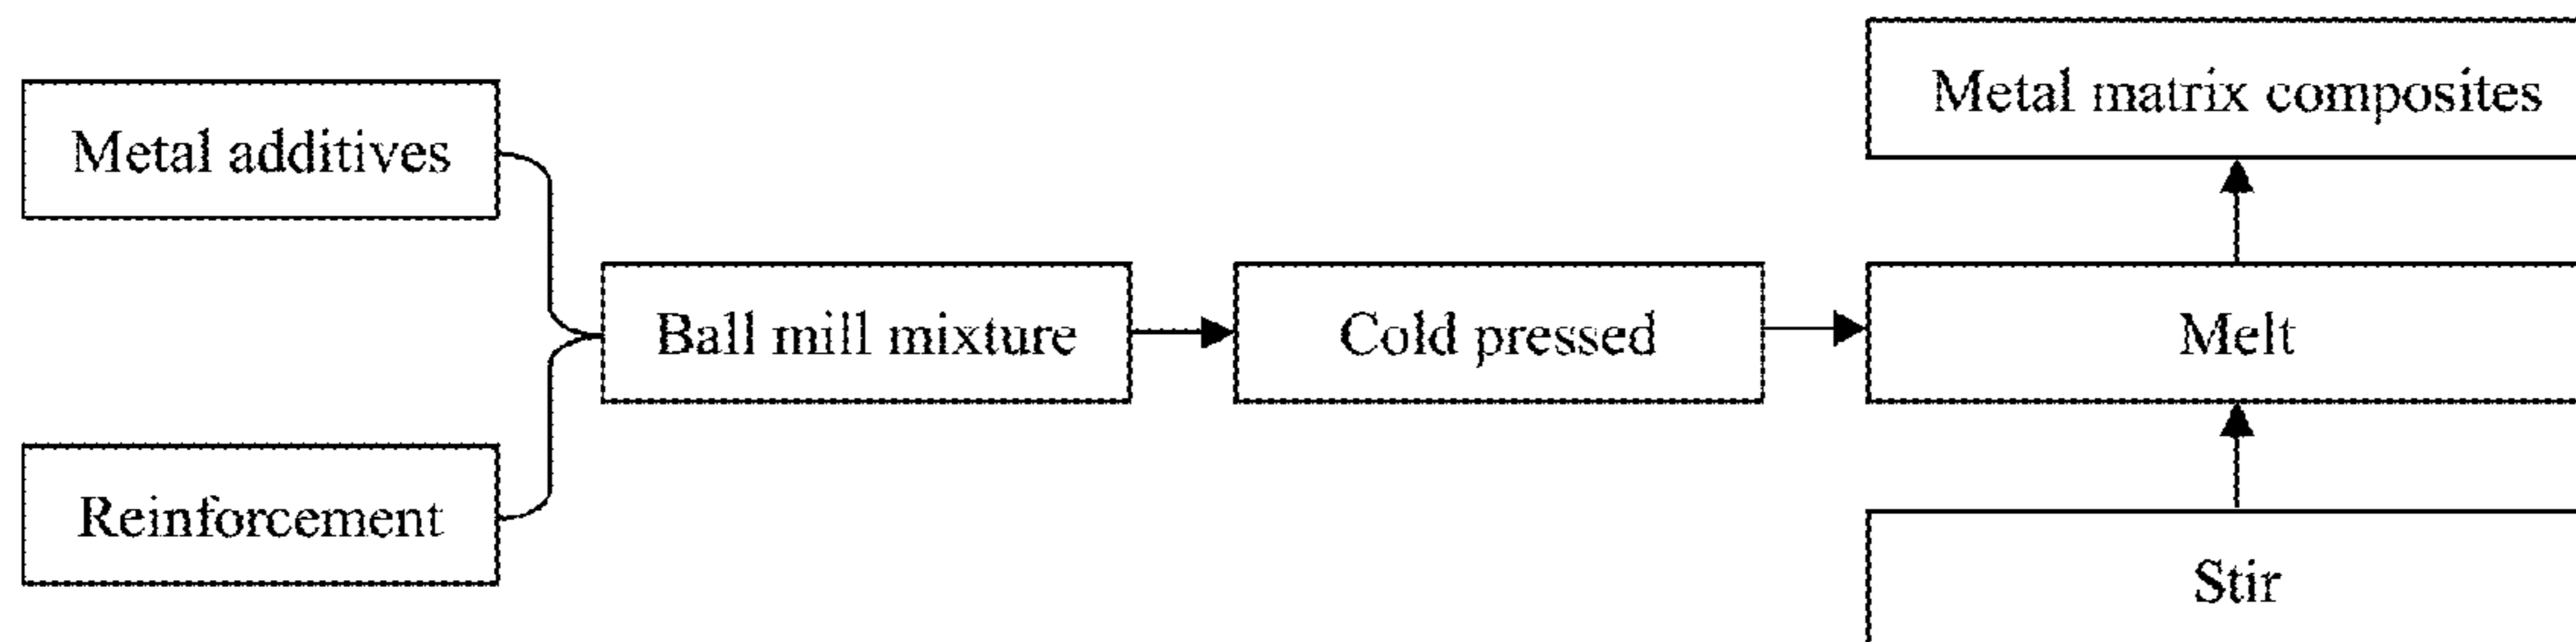 Metal additives
Reinforcement
Ball mill mixture
Cold pressed
Metal matrix composites
Melt
Stir